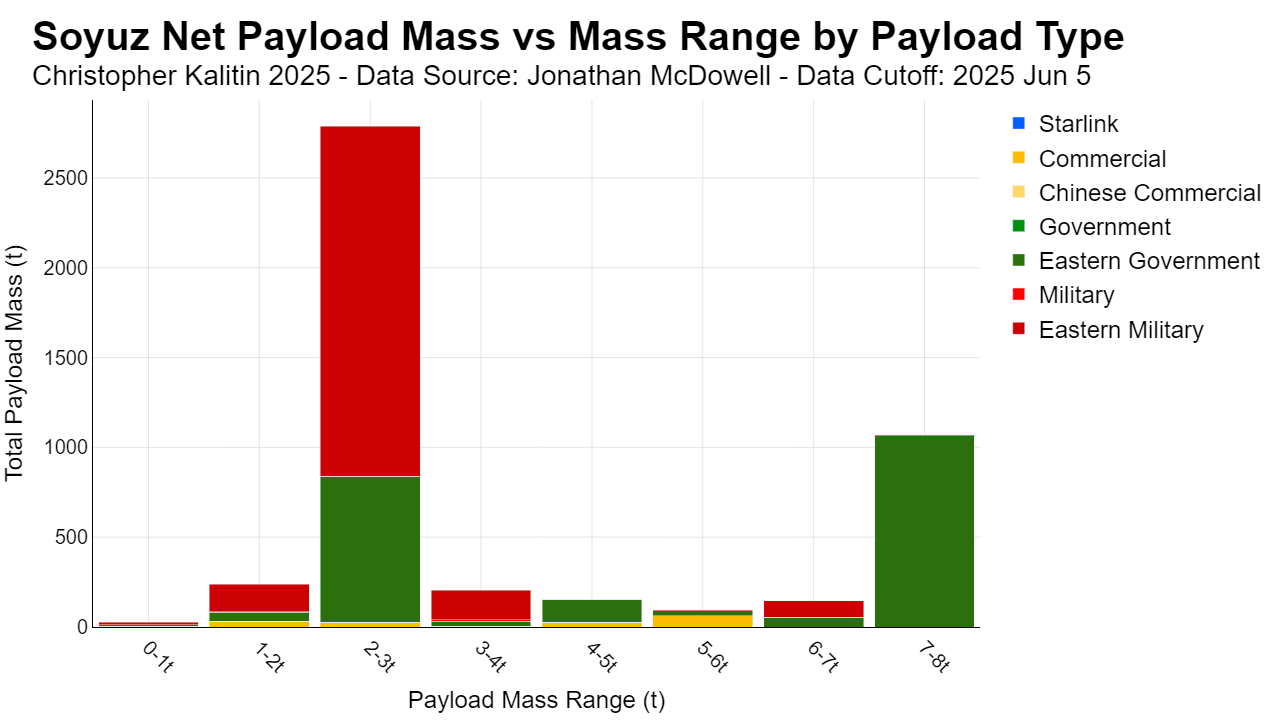 Soyuz Net Payload Mass vs Mass Range by Payload Type
Christopher Kalitin 2025 - Data Source: Jonathan McDowell - Data Cutoff: 2025 Jun 5
Starlink
Commercial
Chinese Commercial
Government
Eastern Government
Military
Eastern Military
Total Payload Mass (t)
2500
2000
1500
1000
500
0
0-1t
1-2t
2-3t
3-4t
4-5t
5-6t
6-7t
7-8t
Payload Mass Range (t)